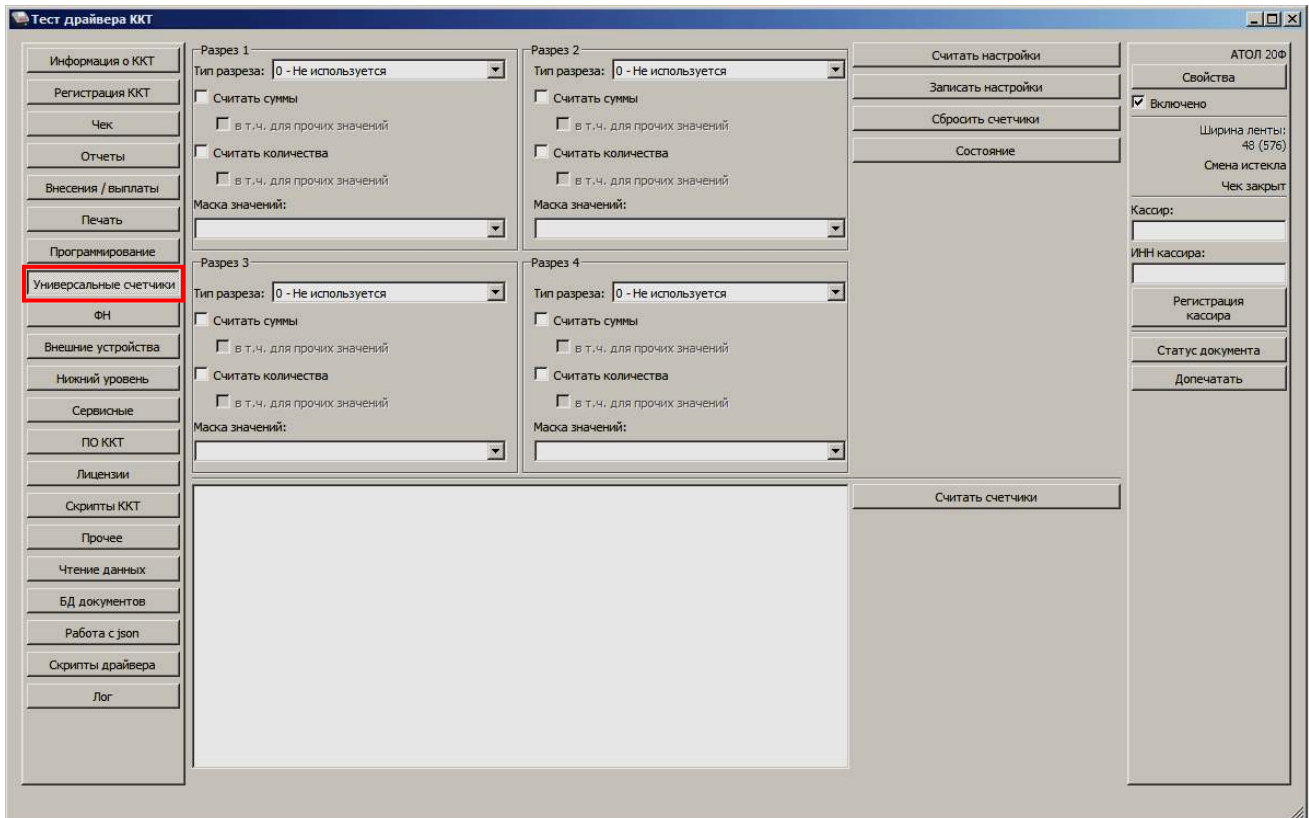 Тест драйвера ККТ
Информация о ККТ
Регистрация ККТ
Чек
Отчеты
Внесения / выплаты
Печать
Программирование
Универсальные счетчики
ФН
Внешние устройства
Нижний уровень
Сервисные
ПО ККТ
Лицензии
Скрипты ККТ
Прочее
Чтение данных
БД документов
Работа с json
Скрипты драйвера
Лог
Разрез 1
Тип разреза: 0 - Не используется
Считать суммы
в т.ч. для прочих значений
Считать количества
в т.ч. для прочих значений
Маска значений:
Разрез 2
Тип разреза: 0 - Не используется
Считать суммы
в т.ч. для прочих значений
Считать количества
в т.ч. для прочих значений
Маска значений:
Разрез 3
Тип разреза: 0 - Не используется
Считать суммы
в т.ч. для прочих значений
Считать количества
в т.ч. для прочих значений
Маска значений:
Разрез 4
Тип разреза: 0 - Не используется
Считать суммы
в т.ч. для прочих значений
Считать количества
в т.ч. для прочих значений
Маска значений:
Считать настройки
Записать настройки
Сбросить счетчики
Состояние
Считать счетчики
АТОЛ 20Ф
Свойства
Включено
Ширина ленты:
48 (576)
Смена истекла
Чек закрыт
Кассир:
ИНН кассира:
Регистрация
кассира
Статус документа
Допечатать